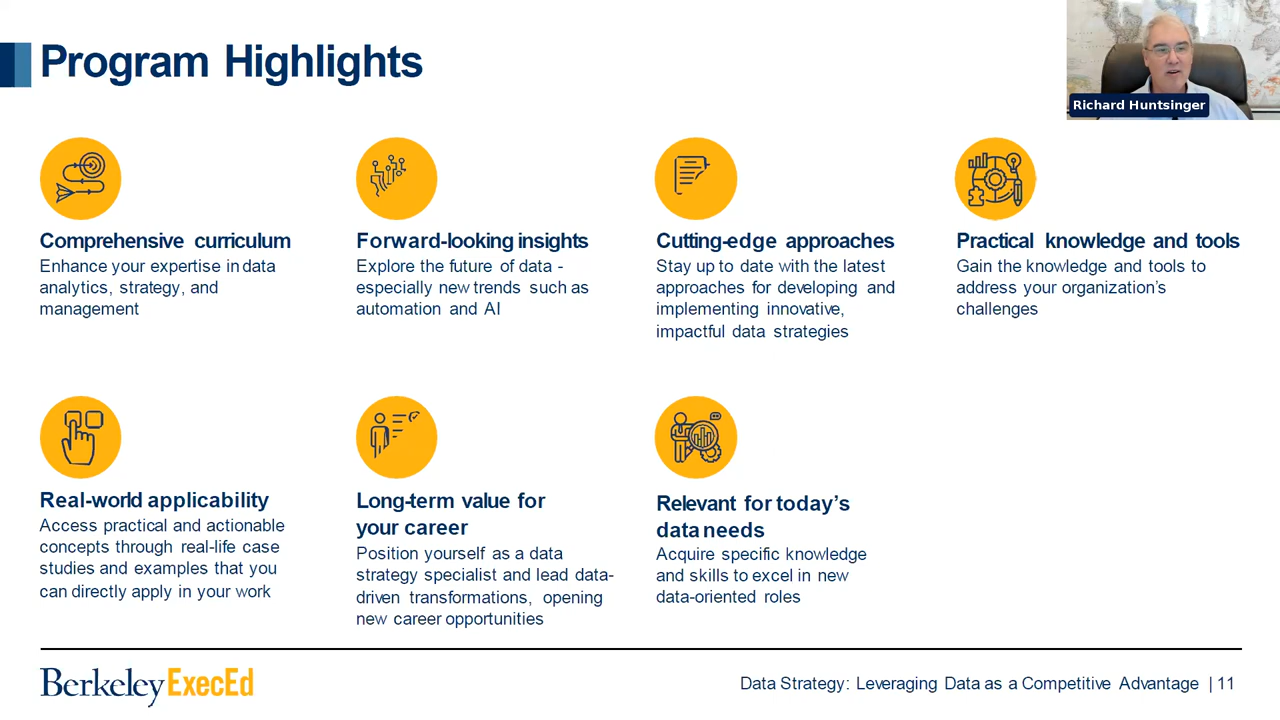 Program Highlights
Richard Huntsinger
Comprehensive curriculum
Enhance your expertise in data
analytics, strategy, and
management
Forward-looking insights
Explore the future of data -
especially new trends such as
automation and AI
Cutting-edge approaches
Stay up to date with the latest
approaches for developing and
implementing innovative,
impactful data strategies
Practical knowledge and tools
Gain the knowledge and tools to
address your organization's
challenges
Real-world applicability
Access practical and actionable
concepts through real-life case
studies and examples that you
can directly apply in your work
Long-term value for
your career
Position yourself as a data
strategy specialist and lead data-
driven transformations, opening
new career opportunities
Relevant for today's
data needs
Acquire specific knowledge
and skills to excel in new
data-oriented roles
Berkeley ExecEd
Data Strategy: Leveraging Data as a Competitive Advantage | 11